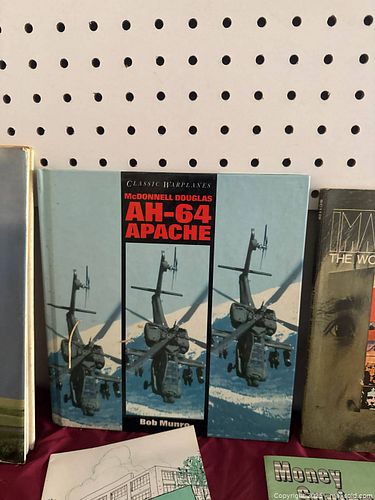 CLASSIC WARPLANES
MCDONNELL DOUGLAS
AH-64
APACHE
Bob Munro
THE WO
Money